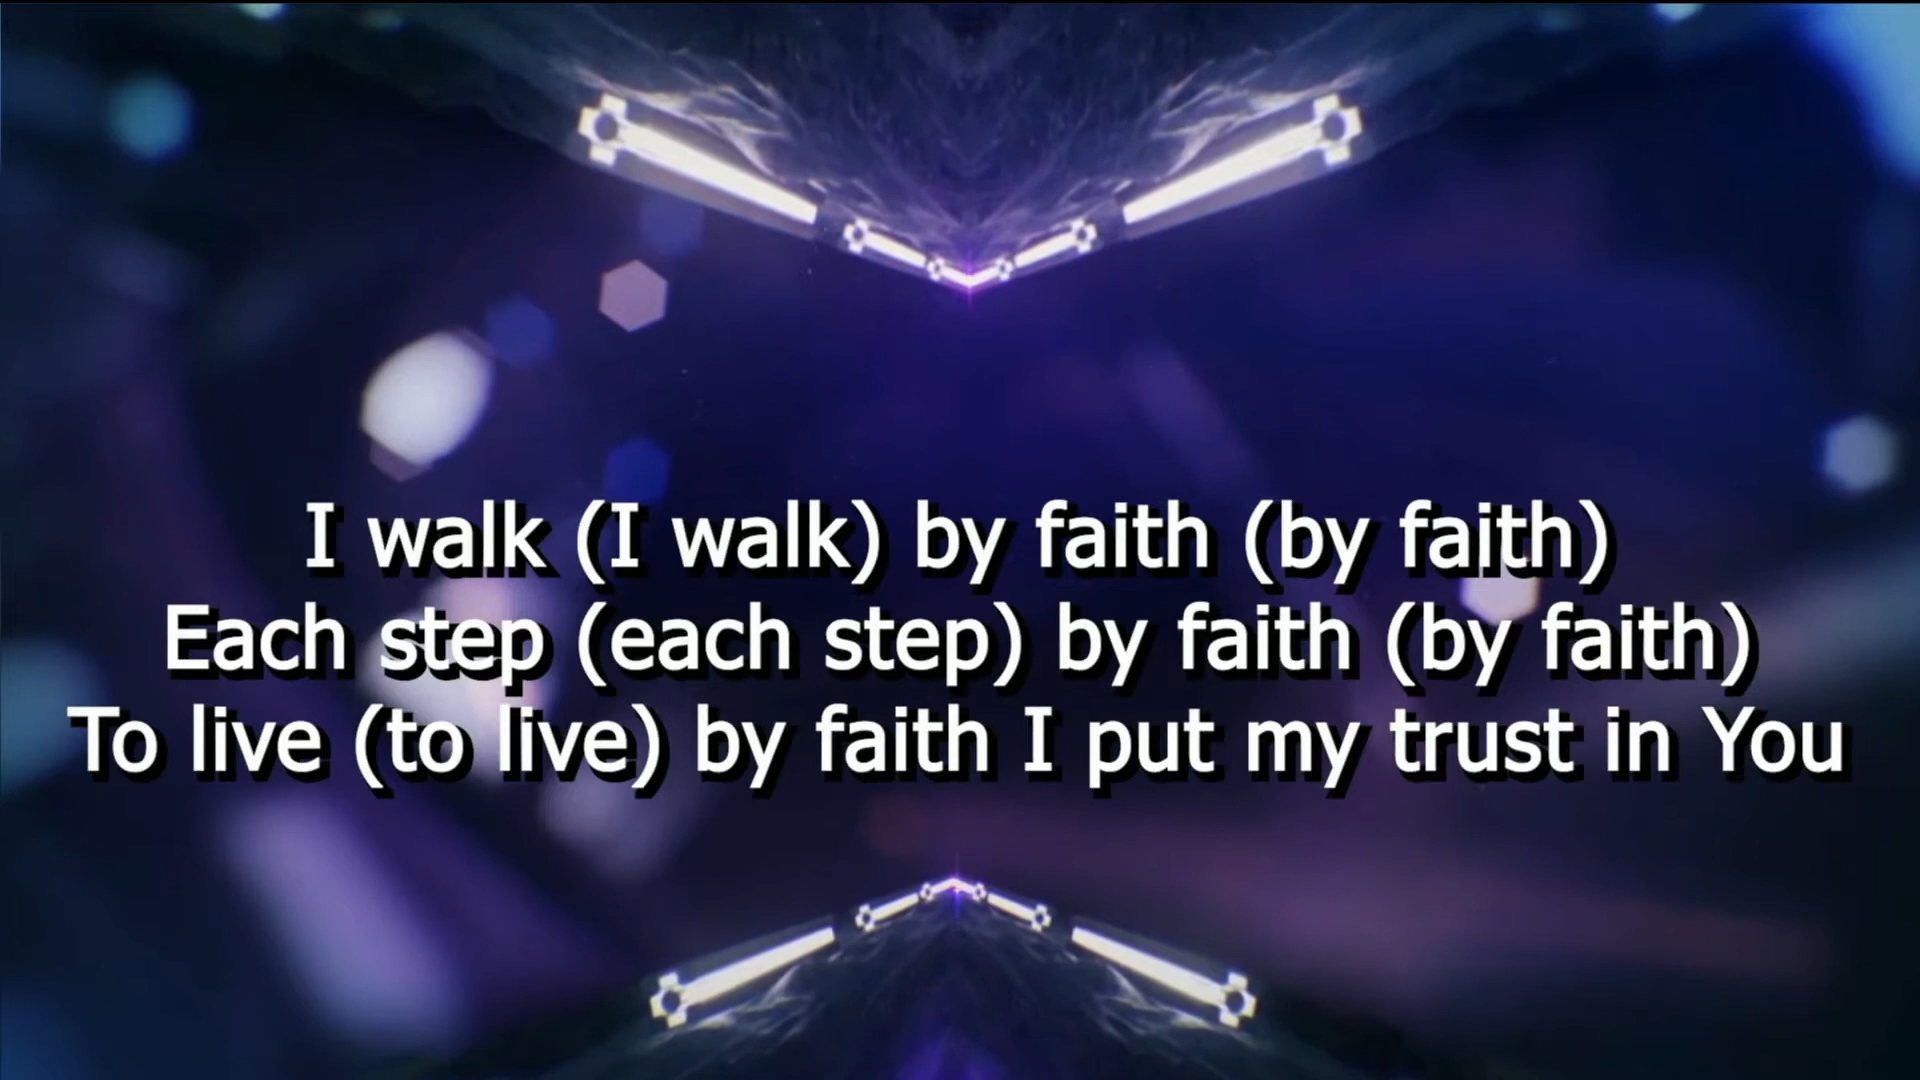 I walk (I walk) by faith (by faith)
Each step (each step) by faith (by faith)
To live (to live) by faith I put my trust in You